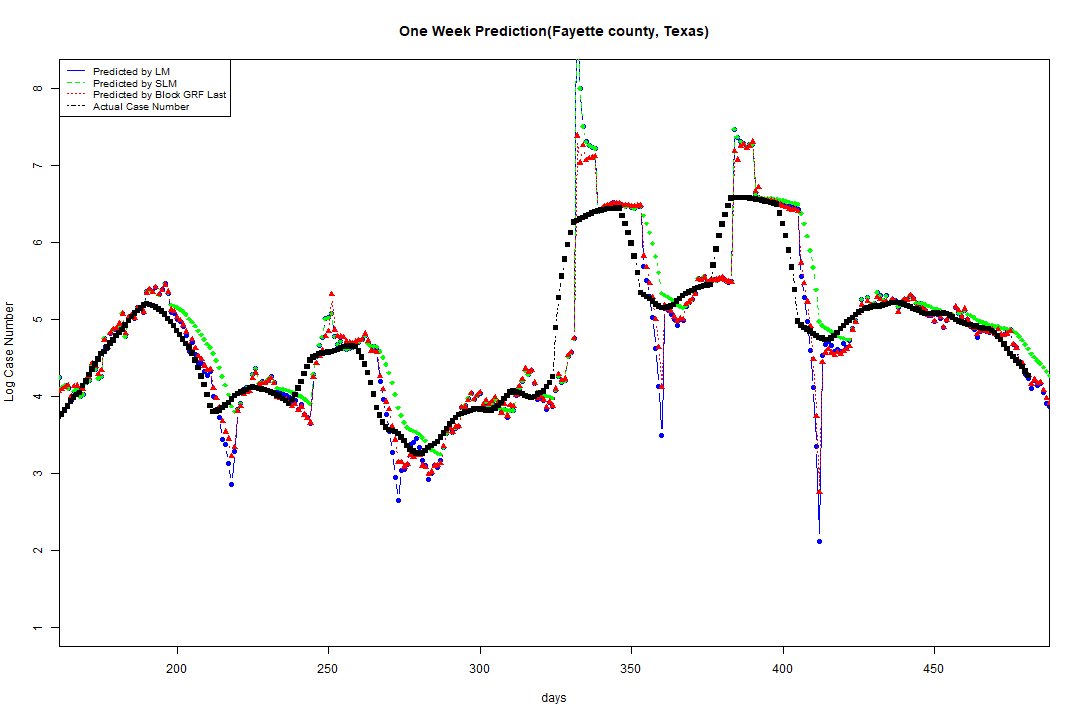 One Week Prediction(Fayette county, Texas)
Predicted by LM
Predicted by SLM
Predicted by Block GRF Last
Actual Case Number
8
7
6
5
4
3
2
1
Log Case Number
200 250 300 350 400 450
days